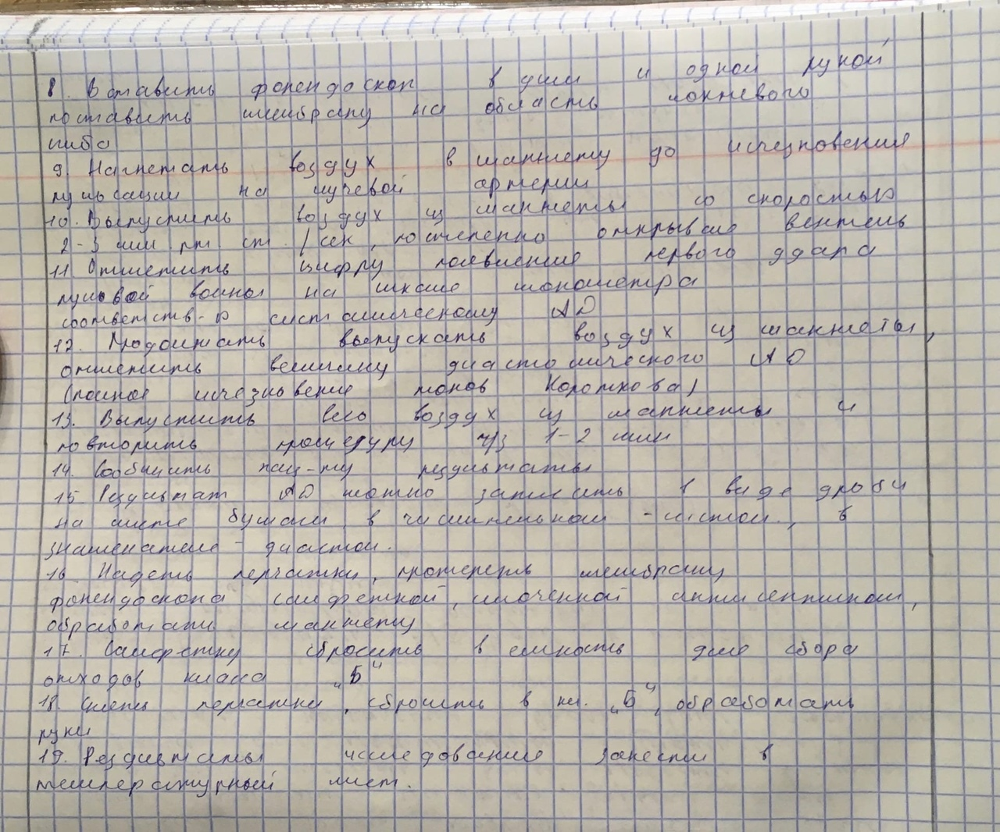 8. Вставить фонендоскоп в уши и одной рукой
поставить мембрану на область локтевого
сгиба
9. Нагнетать воздух в манжету до исчезновения
пульсации на лучевой артерии
10. Выпустить воздух из манжеты со скоростью
2-3 мм рт ст. /сек, постепенно открывая вентиль
11 Отметить цифру появления первого удара
пульсовой волны на шкале монометра
соответств-ю систолическому АД
12. Продолжать выпускать воздух из манжеты,
отметить величину диастолического АД
(полное исчезновение тонов Короткова)
13. Выпустить весь воздух из манжеты и
повторить процедуру ч/з 1-2 мин
14. Сообщить пац-ту результаты
15 Результат АД можно записать в виде дроби
на листе бумаги, в числительном - систол., в
знаменателе - диастол.
16. Надеть перчатки, протереть мембрану
фонендоскопа салфеткой, смоченной антисептиком,
обработать манжету
17. Салфетку сбросить в емкость для сбора
отходов класса „Б“
18. Снять перчатки, сбросить в кл. „Б“, обработать
руки
19. Результаты исследования занести в
температурный лист.